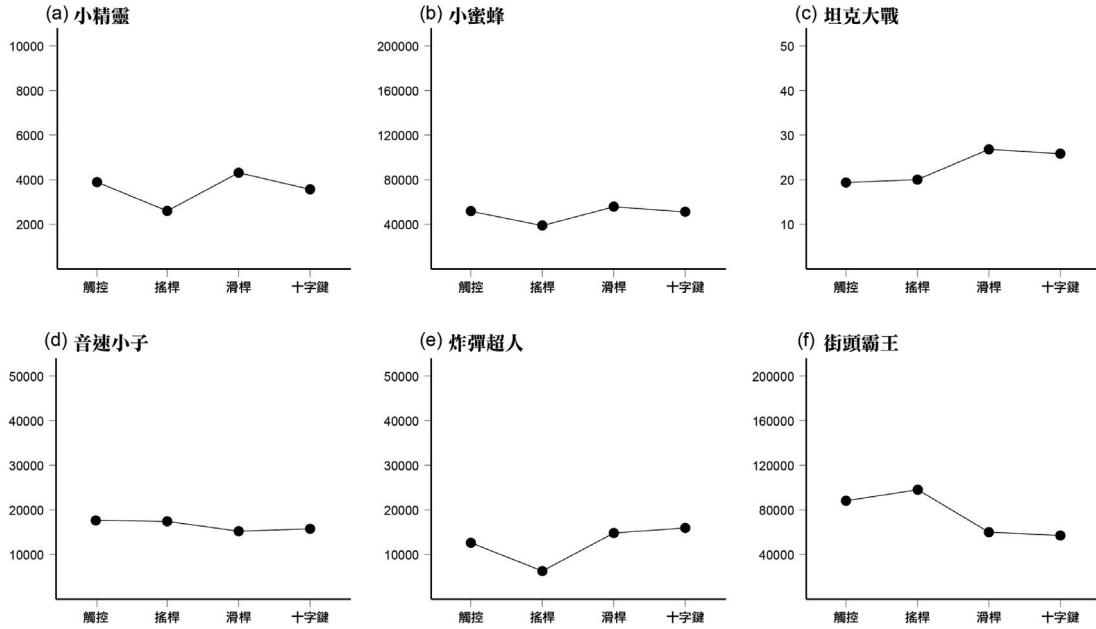 (a) 小精靈
10000
8000
6000
4000
2000
觸控 搖桿 滑桿 十字鍵
(b) 小蜜蜂
200000
160000
120000
80000
40000
觸控 搖桿 滑桿 十字鍵
(c) 坦克大戰
50
40
30
20
10
觸控 搖桿 滑桿 十字鍵
(d) 音速小子
50000
40000
30000
20000
10000
觸控 搖桿 滑桿 十字鍵
(e) 炸彈超人
50000
40000
30000
20000
10000
觸控 搖桿 滑桿 十字鍵
(f) 街頭霸王
200000
160000
120000
80000
40000
觸控 搖桿 滑桿 十字鍵